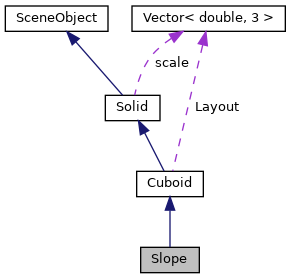 SceneObject
Vector< double, 3 >
scale
Solid
Layout
Cuboid
Slope